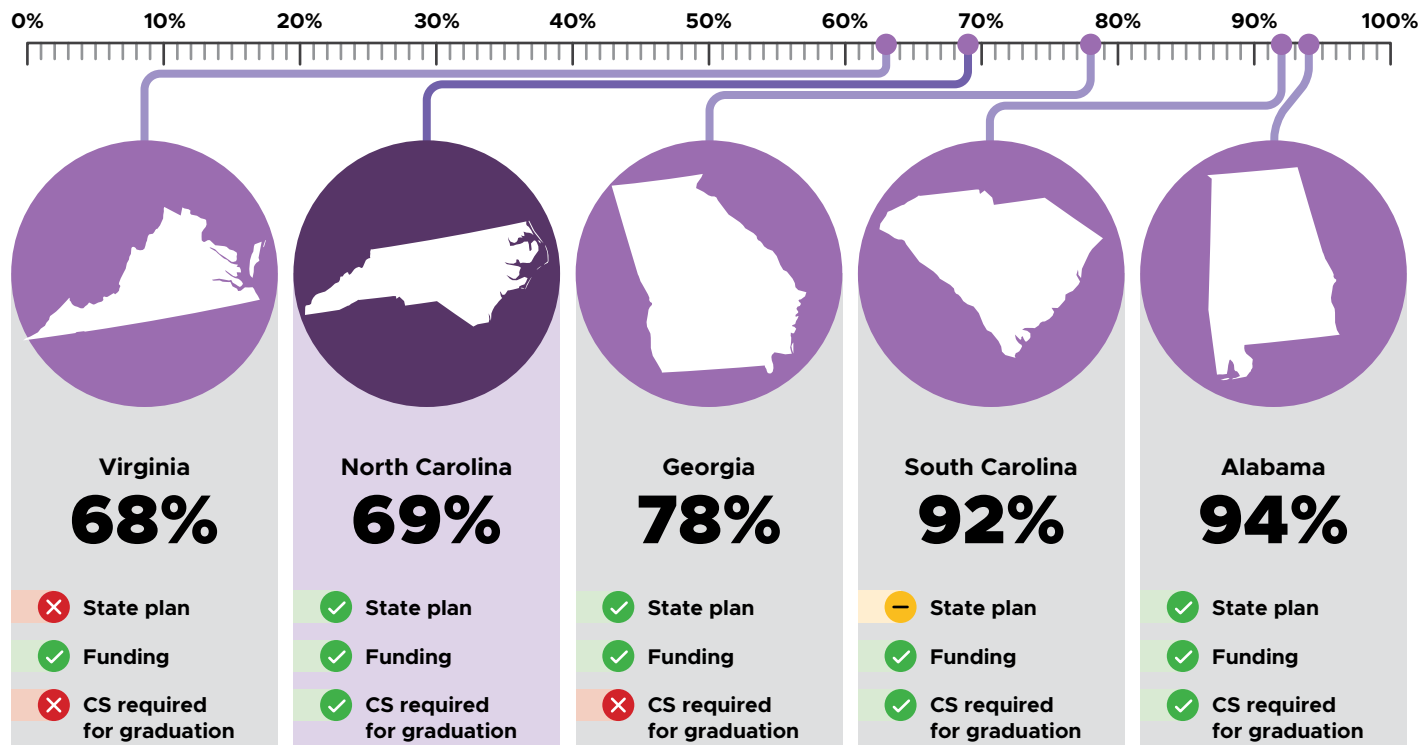 0% 10% 20% 30% 40% 50% 60% 70% 80% 90% 100%
Virginia
68%
State plan
Funding
CS required
for graduation
North Carolina
69%
State plan
Funding
CS required
for graduation
Georgia
78%
State plan
Funding
CS required
for graduation
South Carolina
92%
State plan
Funding
CS required
for graduation
Alabama
94%
State plan
Funding
CS required
for graduation